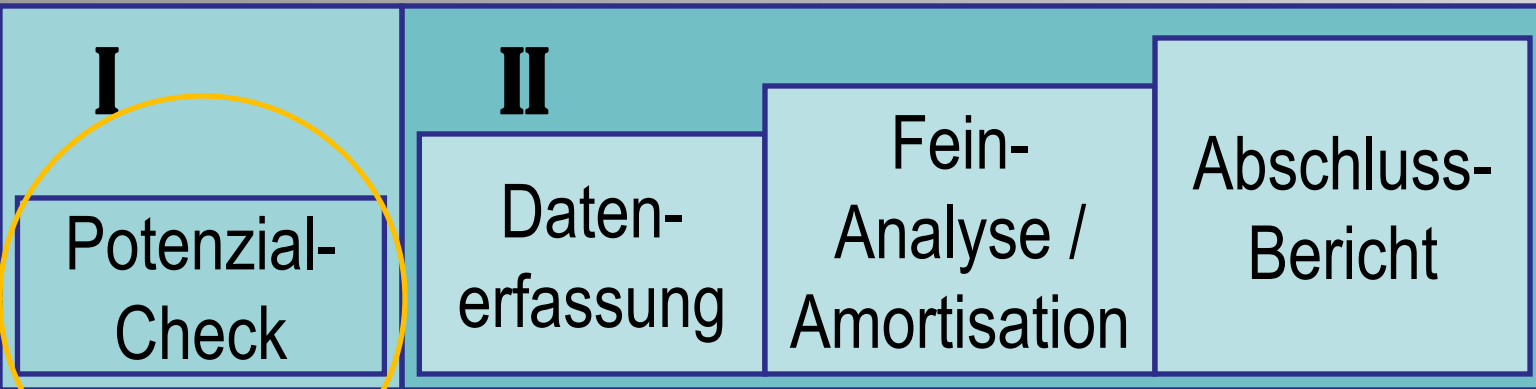 I
Potenzial-
Check
II
Daten-
erfassung
Fein-
Analyse /
Amortisation
Abschluss-
Bericht